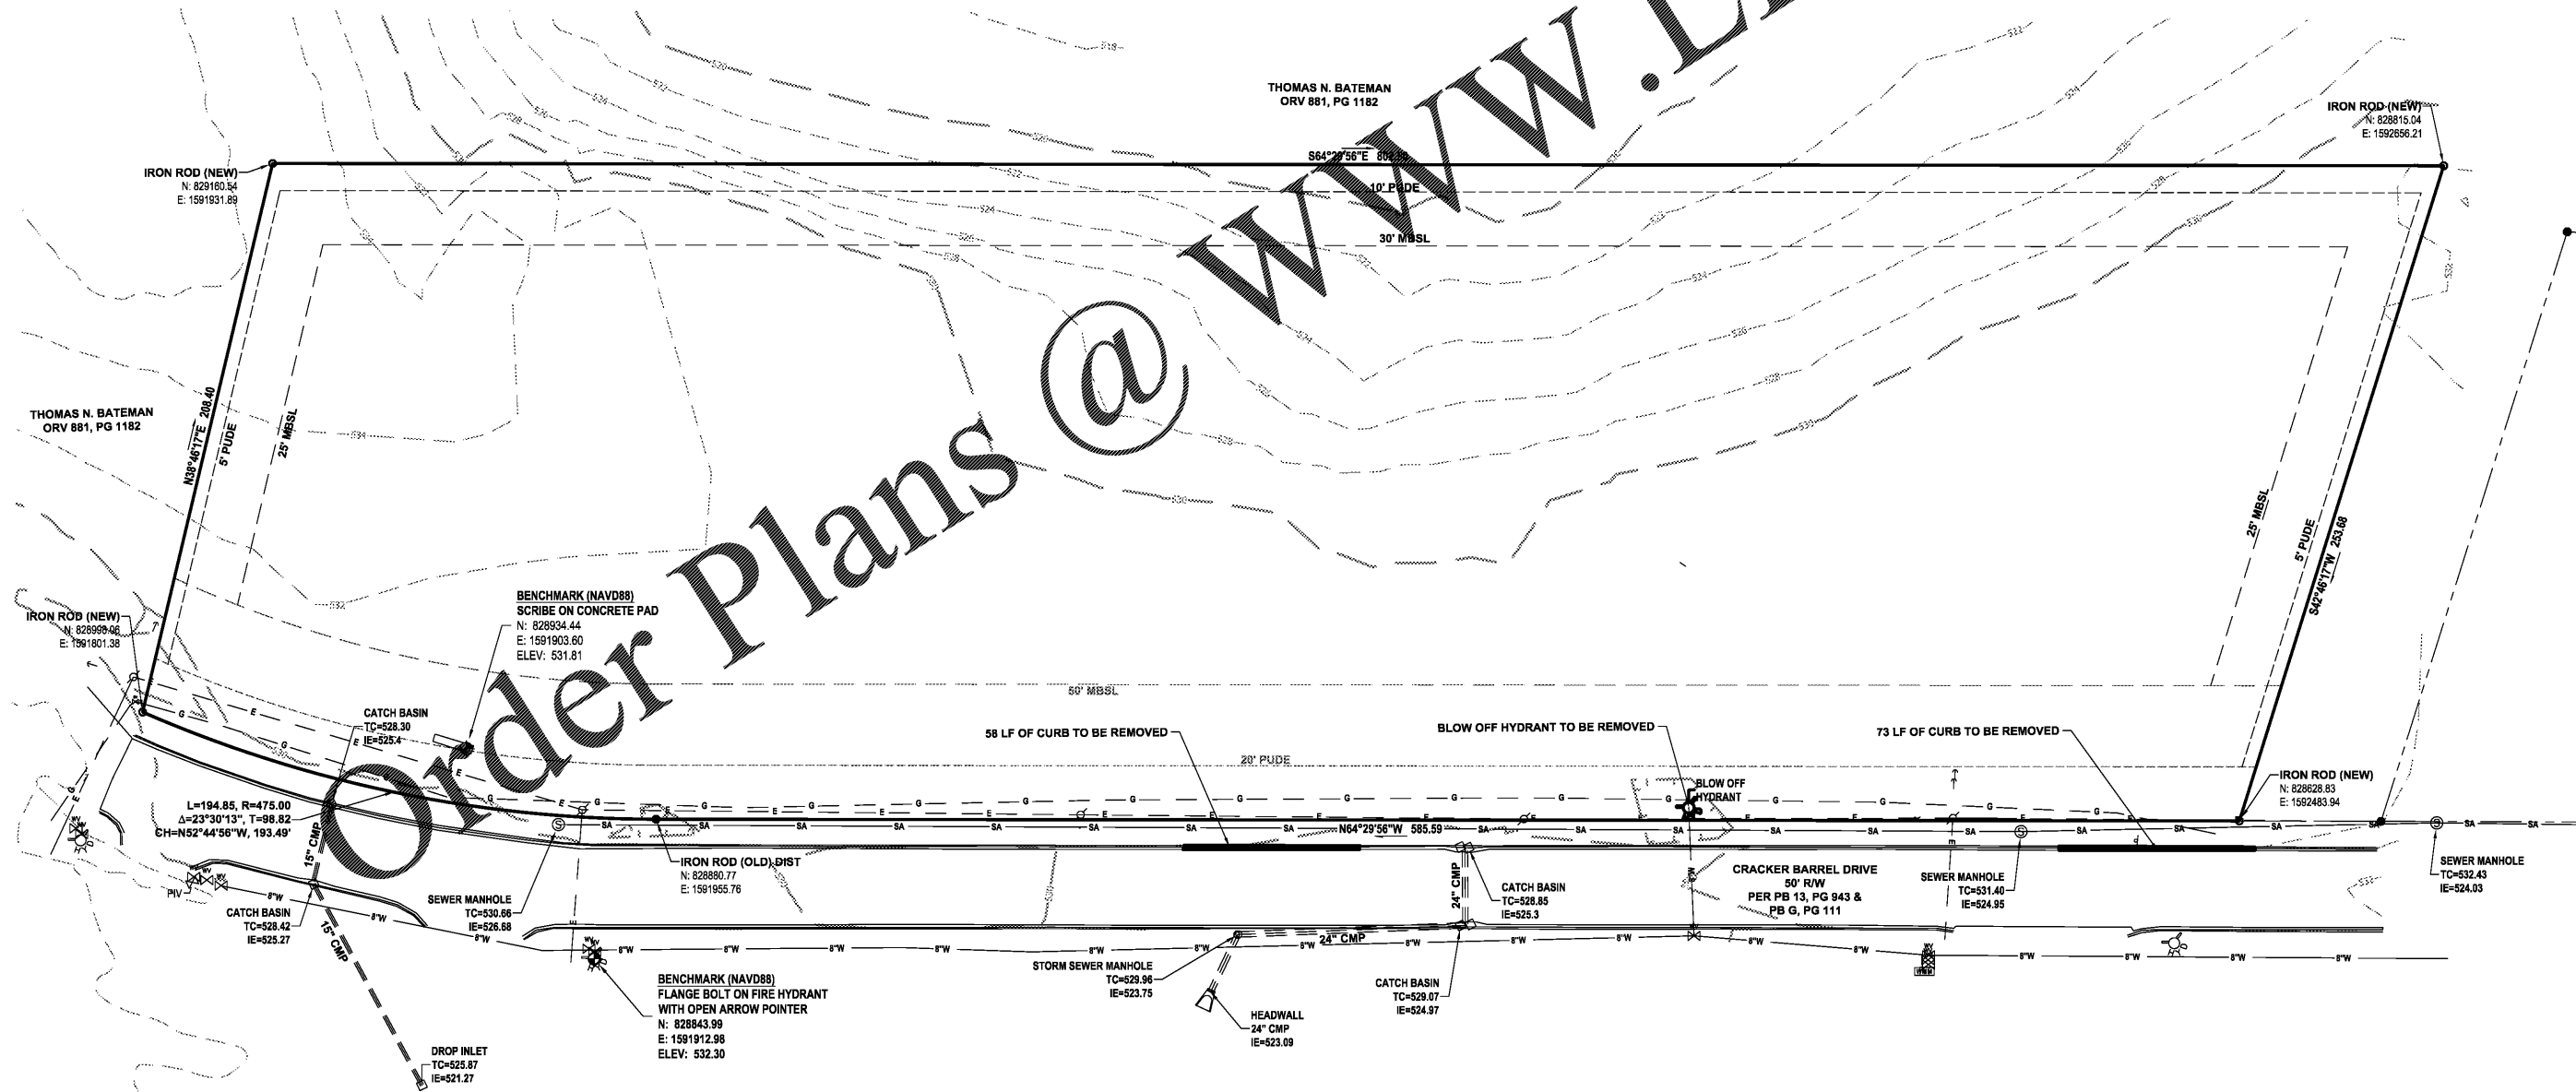 Order Plans @ www.
THOMAS N. BATEMAN
ORV 881, PG 1182
IRON ROD (NEW)
N: 828815.04
E: 1592656.21
IRON ROD (NEW)
N: 829160.54
E: 1591931.89
S64°29'56"E
10' PUDE
30' MBSL
THOMAS N. BATEMAN
ORV 881, PG 1182
N38°46'17"E 208.40
5' PUDE
25' MBSL
25' MBSL
5' PUDE
S42°46'17"W 253.68
IRON ROD (NEW)
N: 828998.06
E: 1591801.38
BENCHMARK (NAVD88)
SCRIBE ON CONCRETE PAD
N: 828934.44
E: 1591903.60
ELEV: 531.81
50' MBSL
CATCH BASIN
TC=528.30
IE=525.4
58 LF OF CURB TO BE REMOVED
BLOW OFF HYDRANT TO BE REMOVED
73 LF OF CURB TO BE REMOVED
20' PUDE
BLOW OFF
HYDRANT
IRON ROD (NEW)
N: 828628.83
E: 1592483.94
L=194.85, R=475.00
Δ=23°30'13", T=98.82
CH=N52°44'56"W, 193.49'
N64°29'56"W 585.59
15" CMP
IRON ROD (OLD) DIST
N: 828880.77
E: 1591955.76
SEWER MANHOLE
TC=530.66
IE=526.68
24" CMP
CATCH BASIN
TC=528.85
IE=525.3
CRACKER BARREL DRIVE
50' R/W
PER PB 13, PG 943 &
PB G, PG 111
SEWER MANHOLE
TC=531.40
IE=524.95
SEWER MANHOLE
TC=532.43
IE=524.03
PIV
CATCH BASIN
TC=528.42
IE=525.27
15" CMP
8"W
24" CMP
STORM SEWER MANHOLE
TC=529.96
IE=523.75
BENCHMARK (NAVD88)
FLANGE BOLT ON FIRE HYDRANT
WITH OPEN ARROW POINTER
N: 828843.99
E: 1591912.98
ELEV: 532.30
CATCH BASIN
TC=529.07
IE=524.97
HEADWALL
24" CMP
IE=523.09
DROP INLET
TC=525.87
IE=521.27